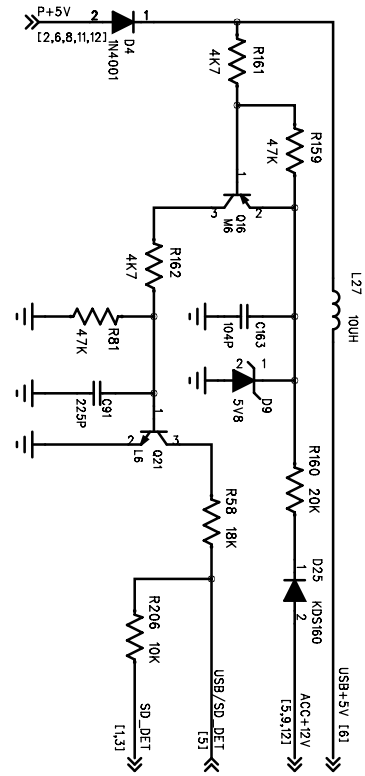 P+5V
[2,6,8,11,12]
2
1
D4
1N4001
R161
4K7
R159
47K
1
3
2
Q16
M6
R162
4K7
L27
10UH
R81
47K
C163
104P
2
1
D9
5V8
C91
225P
1
2
3
L6
Q21
R160
20K
R58
18K
1
D25
2
KDS160
R206
10K
SD_DET
[1,3]
USB/SD_DET
[5]
ACC+12V
[5,9,12]
USB+5V [6]